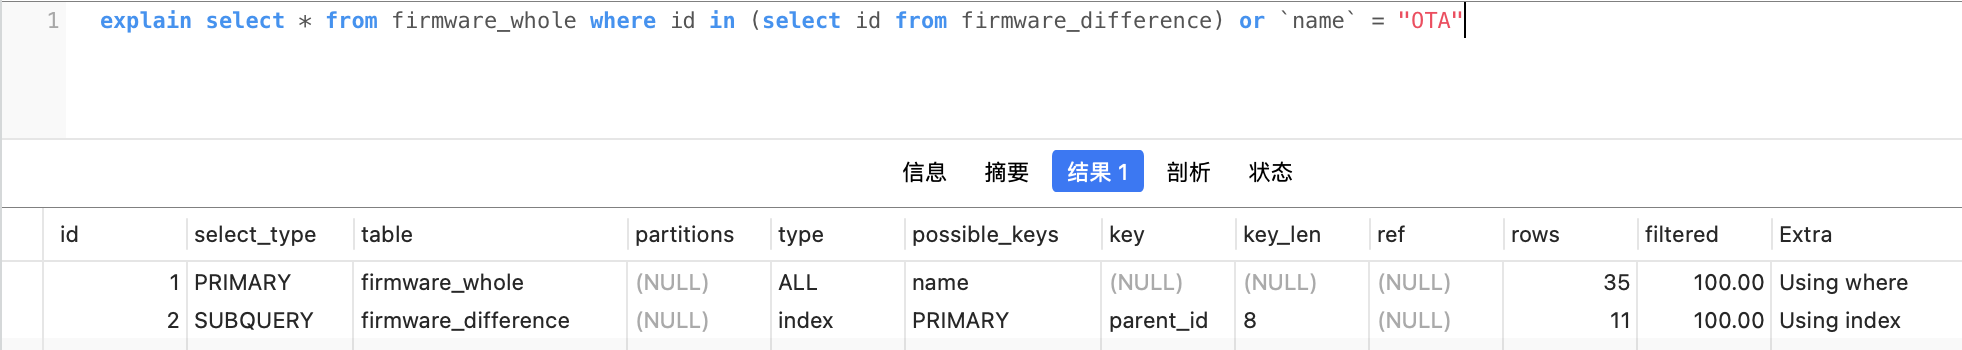 1 explain select * from firmware_whole where id in (select id from firmware_difference) or `name` = "OTA"
信息 摘要 结果 1 剖析 状态
id select_type table partitions type possible_keys key key_len ref rows filtered Extra
1 PRIMARY firmware_whole (NULL) ALL name (NULL) (NULL) (NULL) 35 100.00 Using where
2 SUBQUERY firmware_difference (NULL) index PRIMARY parent_id 8 (NULL) 11 100.00 Using index